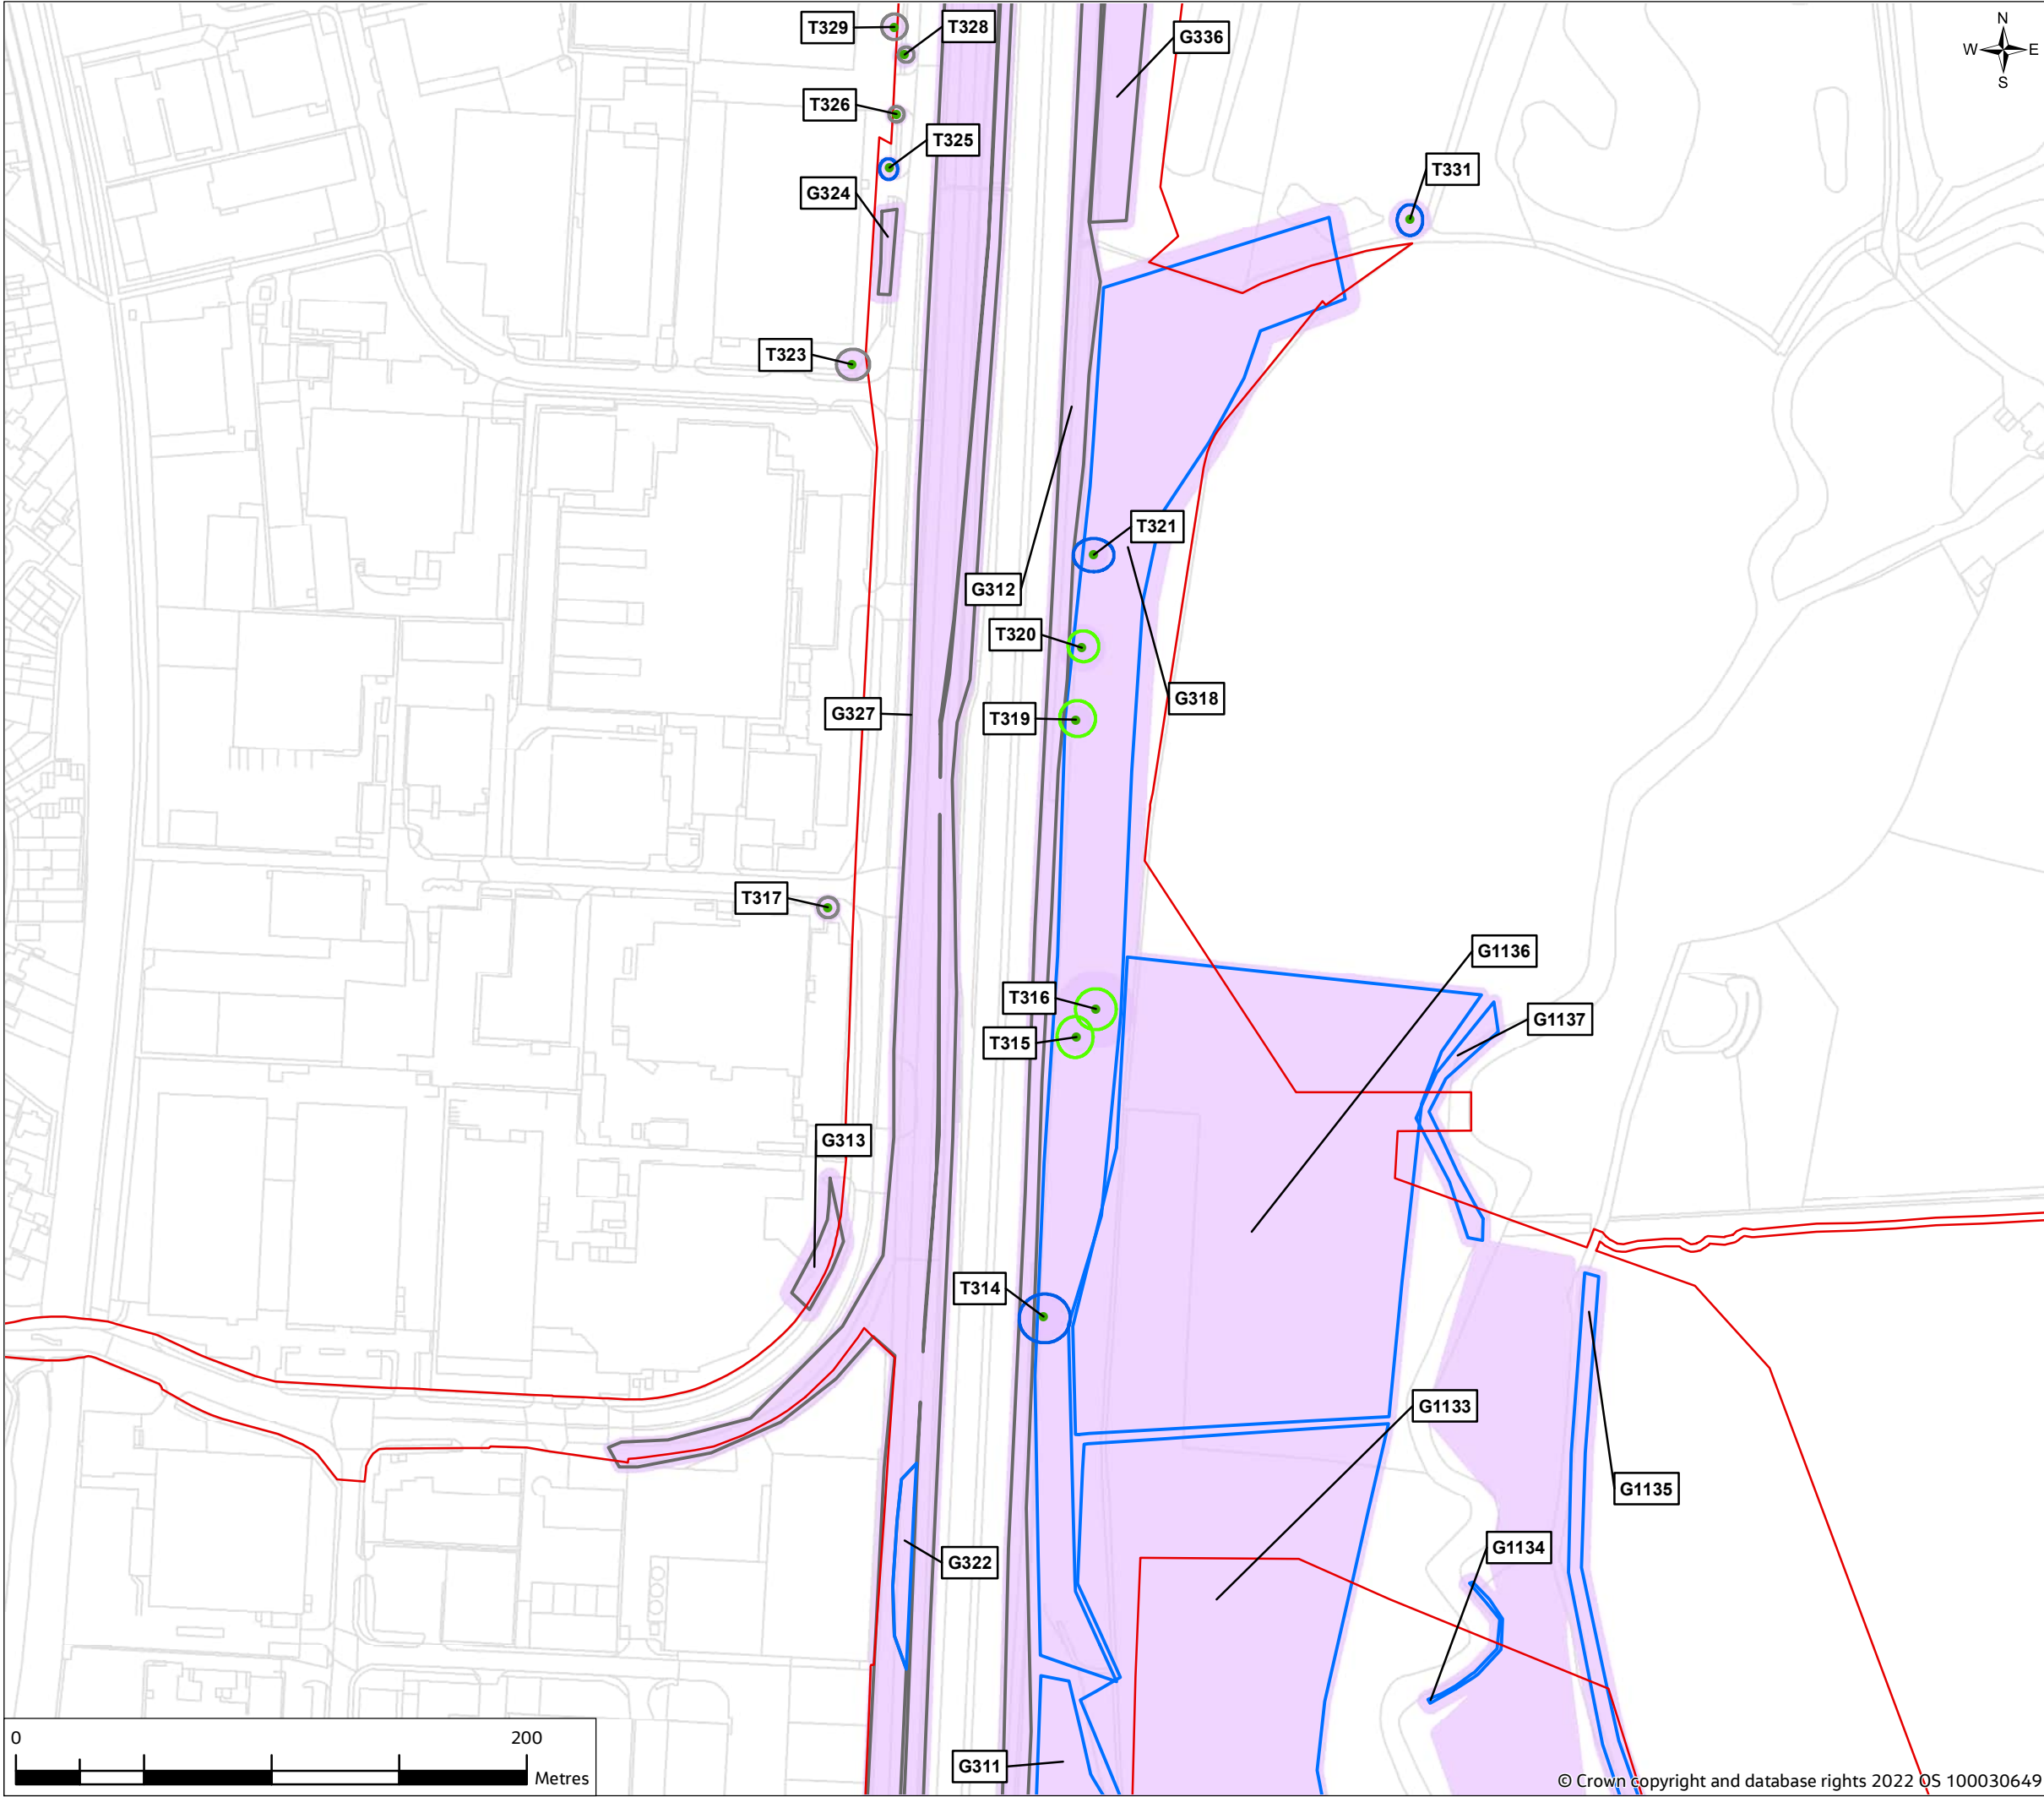 T329
T328
G336
N
W E
S
T326
T325
T331
G324
T323
T321
G312
T320
G318
G327
T319
T317
G1136
T316
G1137
T315
G313
T314
G1133
G1135
G1134
G322
0 200
Metres
G311
© Crown copyright and database rights 2022 OS 100030649